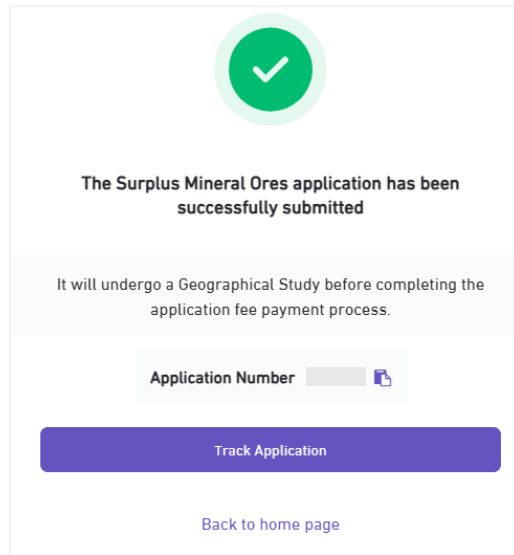 The Surplus Mineral Ores application has been
successfully submitted
It will undergo a Geographical Study before completing the
application fee payment process.
Application Number
Track Application
Back to home page